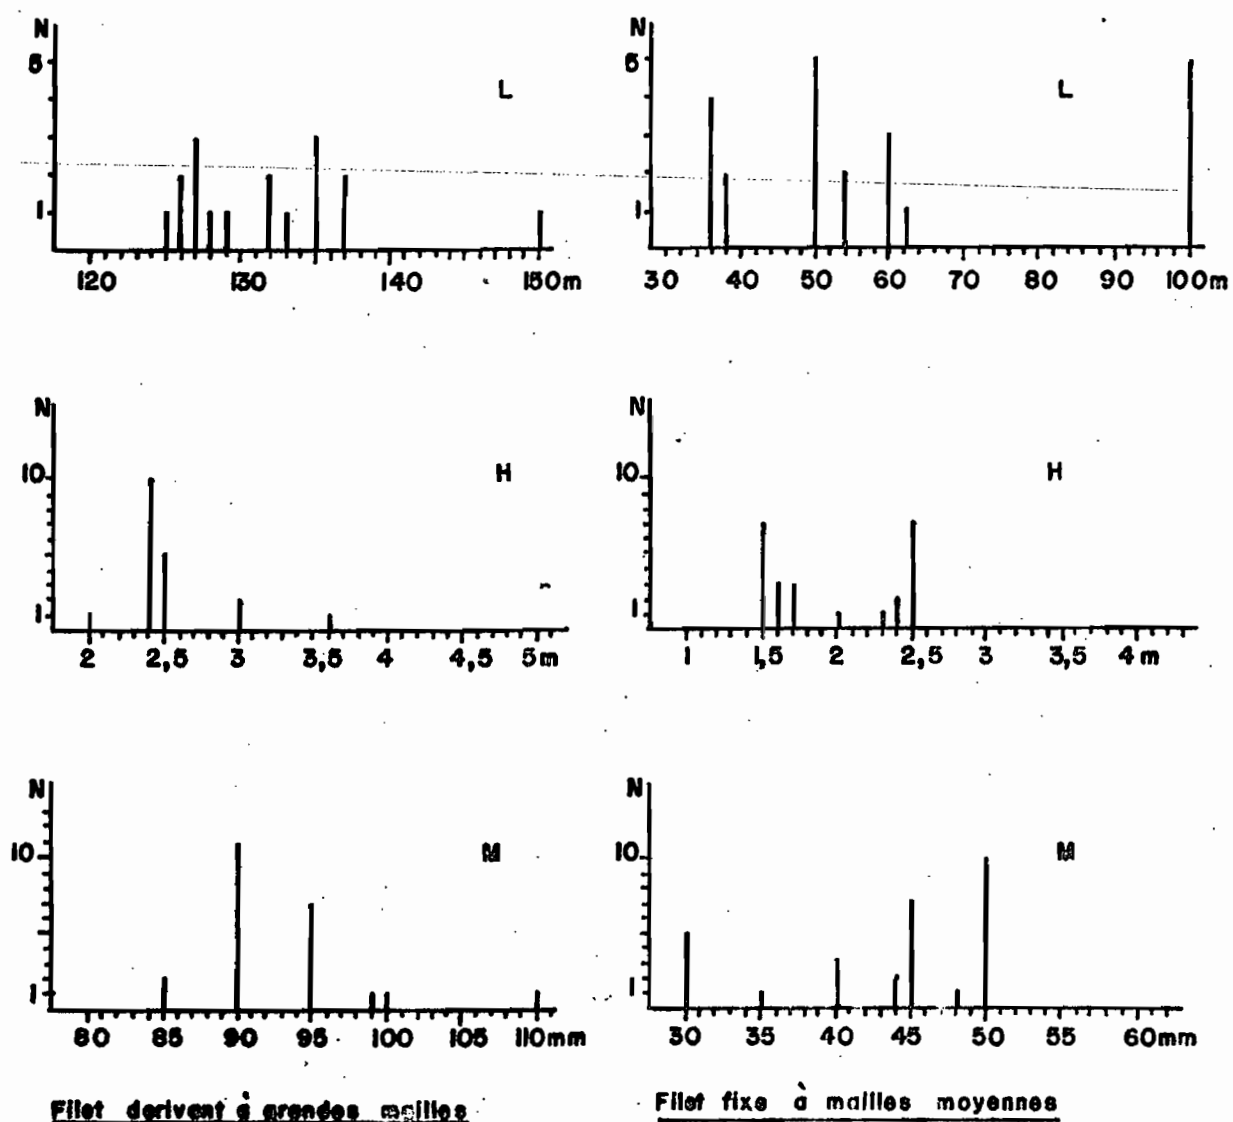 N
5
L
1
120 130 140 150m
N
5
L
1
30 40 50 60 70 80 90 100m
N
10
H
1
2 2,5 3 3,5 4 4,5 5m
N
10
H
1
1 1,5 2 2,5 3 3,5 4m
N
10
M
1
80 85 90 95 100 105 110mm
N
10
M
1
30 35 40 45 50 55 60mm
Filet derivant à grandes mailles
Filet fixe à mailles moyennes